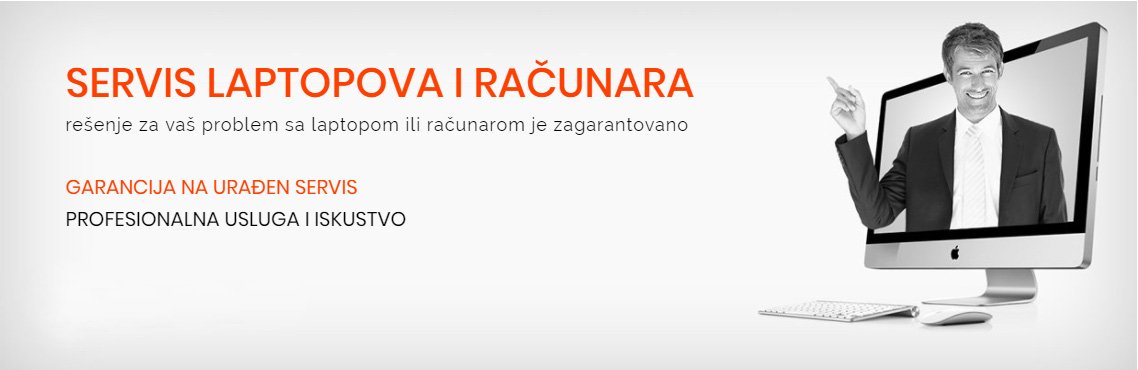 SERVIS LAPTOPOVA I RAČUNARA
rešenje za vaš problem sa laptopom ili računarom je zagarantovano
GARANCIJA NA URAĐEN SERVIS
PROFESIONALNA USLUGA I ISKUSTVO